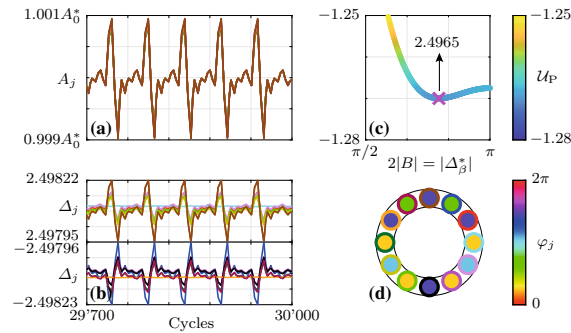 1.001A₀*
A_j
0.999A₀*
(a)
−1.25
2.4965
−1.28
(c)
π/2
π
2|B| = |Δ*_β|
−1.25
𝒰_P
−1.28
2.49822
Δ_j
2.49795
−2.49796
Δ_j
−2.49823
(b)
29'700
30'000
Cycles
(d)
2π
φ_j
0